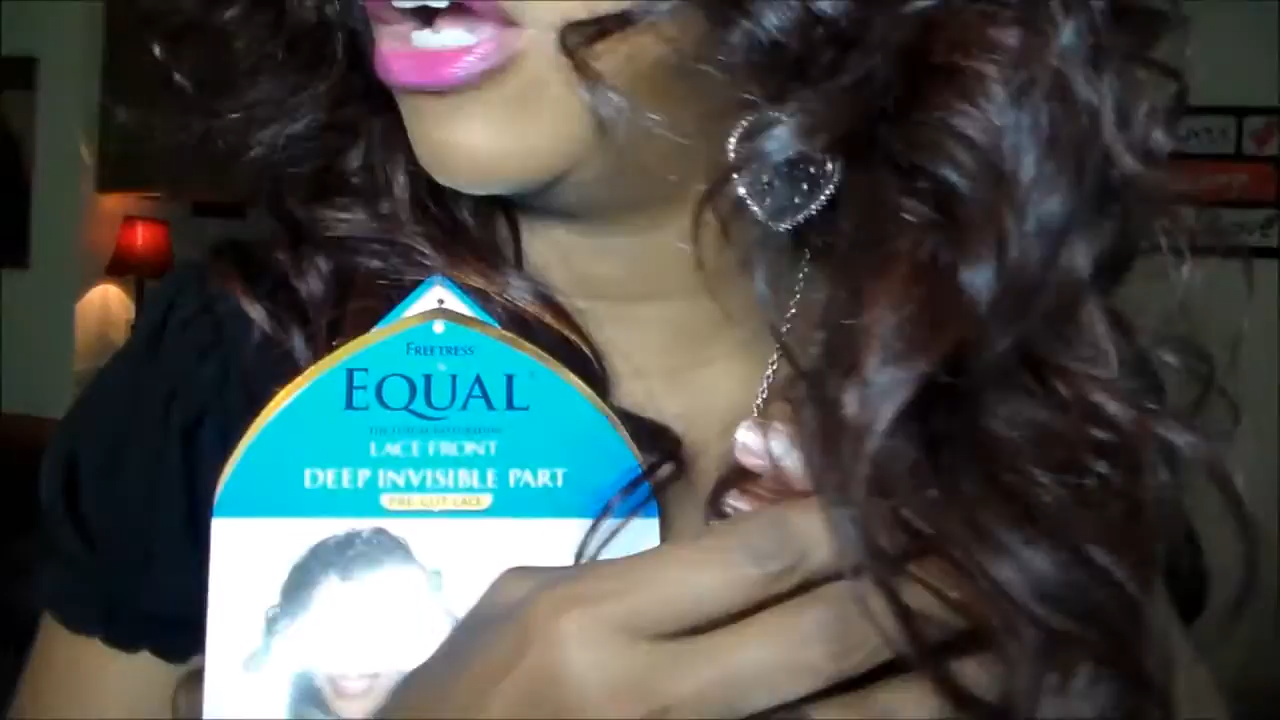 FREETRESS
EQUAL
LACE FRONT
DEEP INVISIBLE PART
PRE-CUT LACE